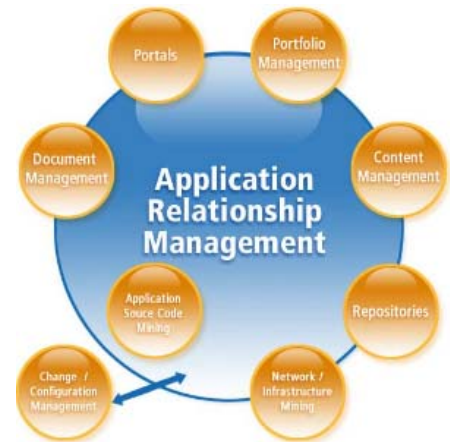 Portals
Portfolio
Management
Document
Management
Content
Management
Application
Relationship
Management
Application
Souce Code
Mining
Repositories
Change /
Configuration
Management
Network /
Infrastructure
Mining